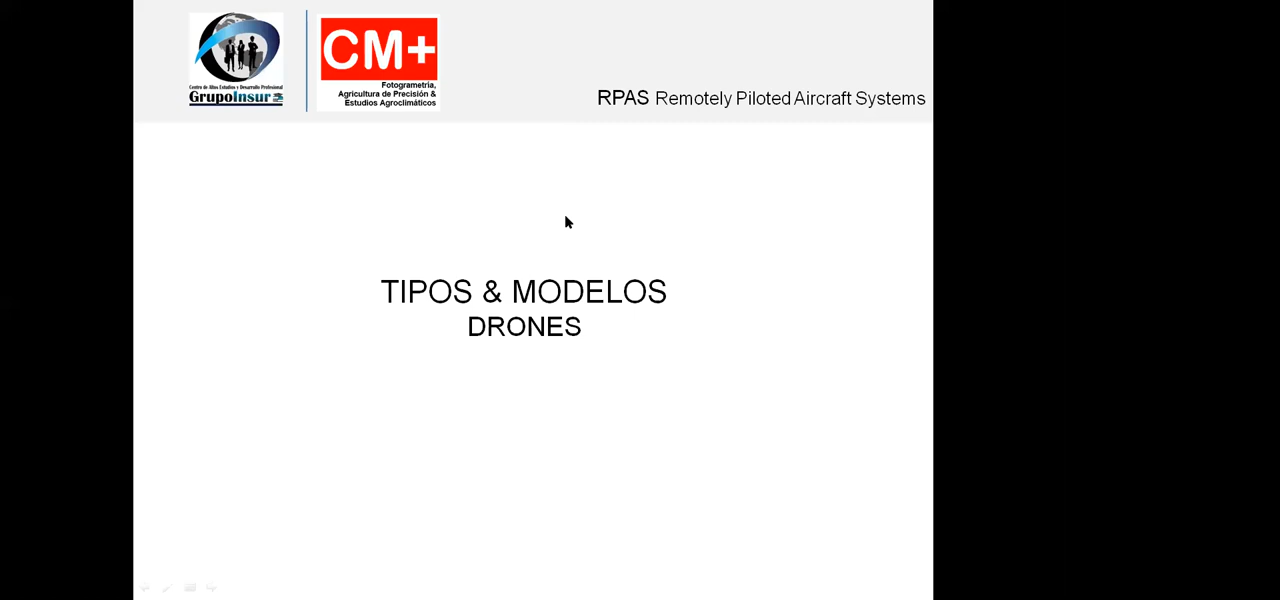 Centro de Altos Estudios y Desarrollo Profesional
GrupoInsur
CM+
Fotogrametria,
Agricultura de Precisión &
Estudios Agroclimáticos
RPAS Remotely Piloted Aircraft Systems
TIPOS & MODELOS
DRONES